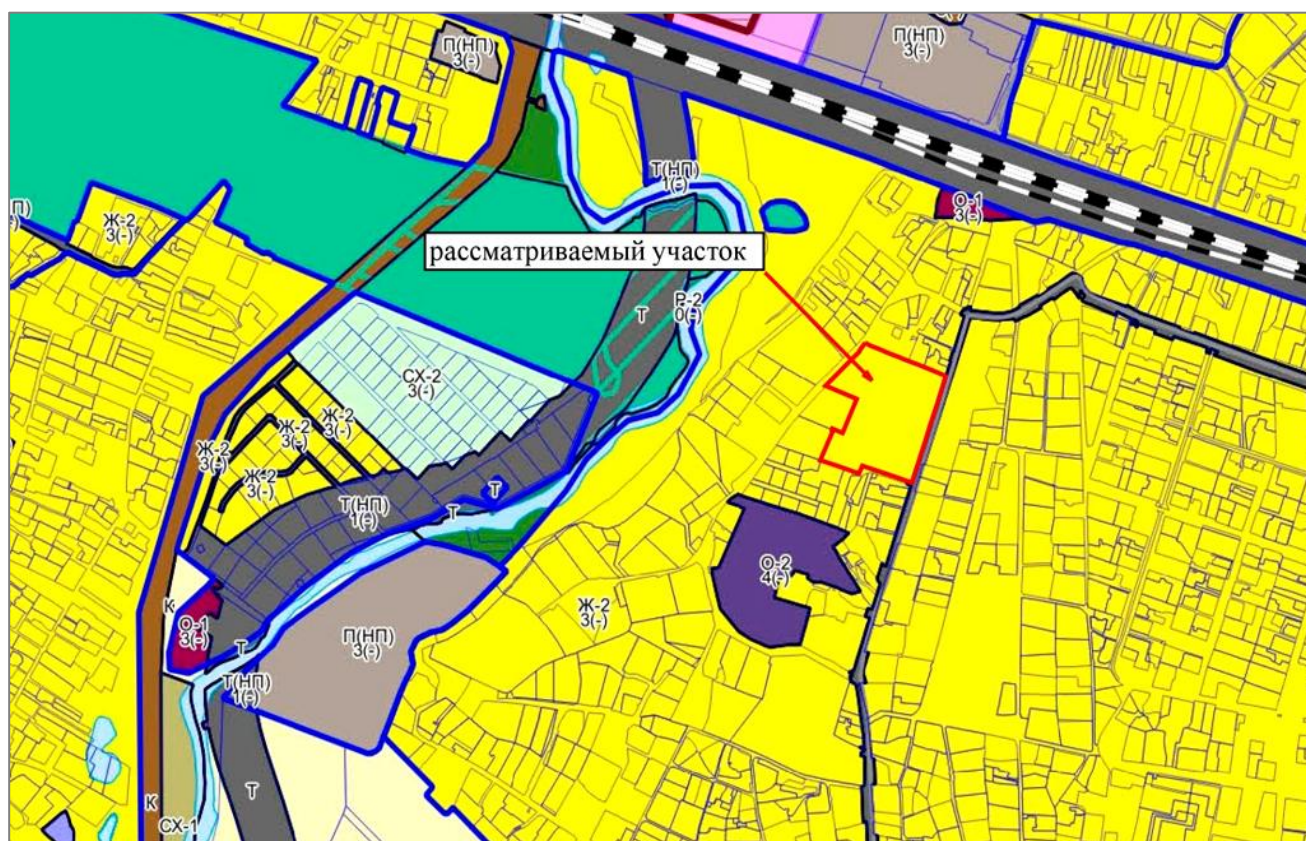 П(НП)
3(-)
П(НП)
3(-)
Т(НП)
1(-)
О-1
3(-)
П)
-)
Ж-2
3(-)
рассматриваемый участок
Р-2
0(-)
Т
СХ-2
3(-)
Ж-2
3(-)
Ж-2
3(-)
Ж-2
3(-)
Ж-2
3(-)
Т
Т(НП)
1(-)
Т
О-2
4(-)
К
О-1
3(-)
Ж-2
3(-)
П(НП)
3(-)
Т
Т(НП)
1(-)
Т
К
СХ-1